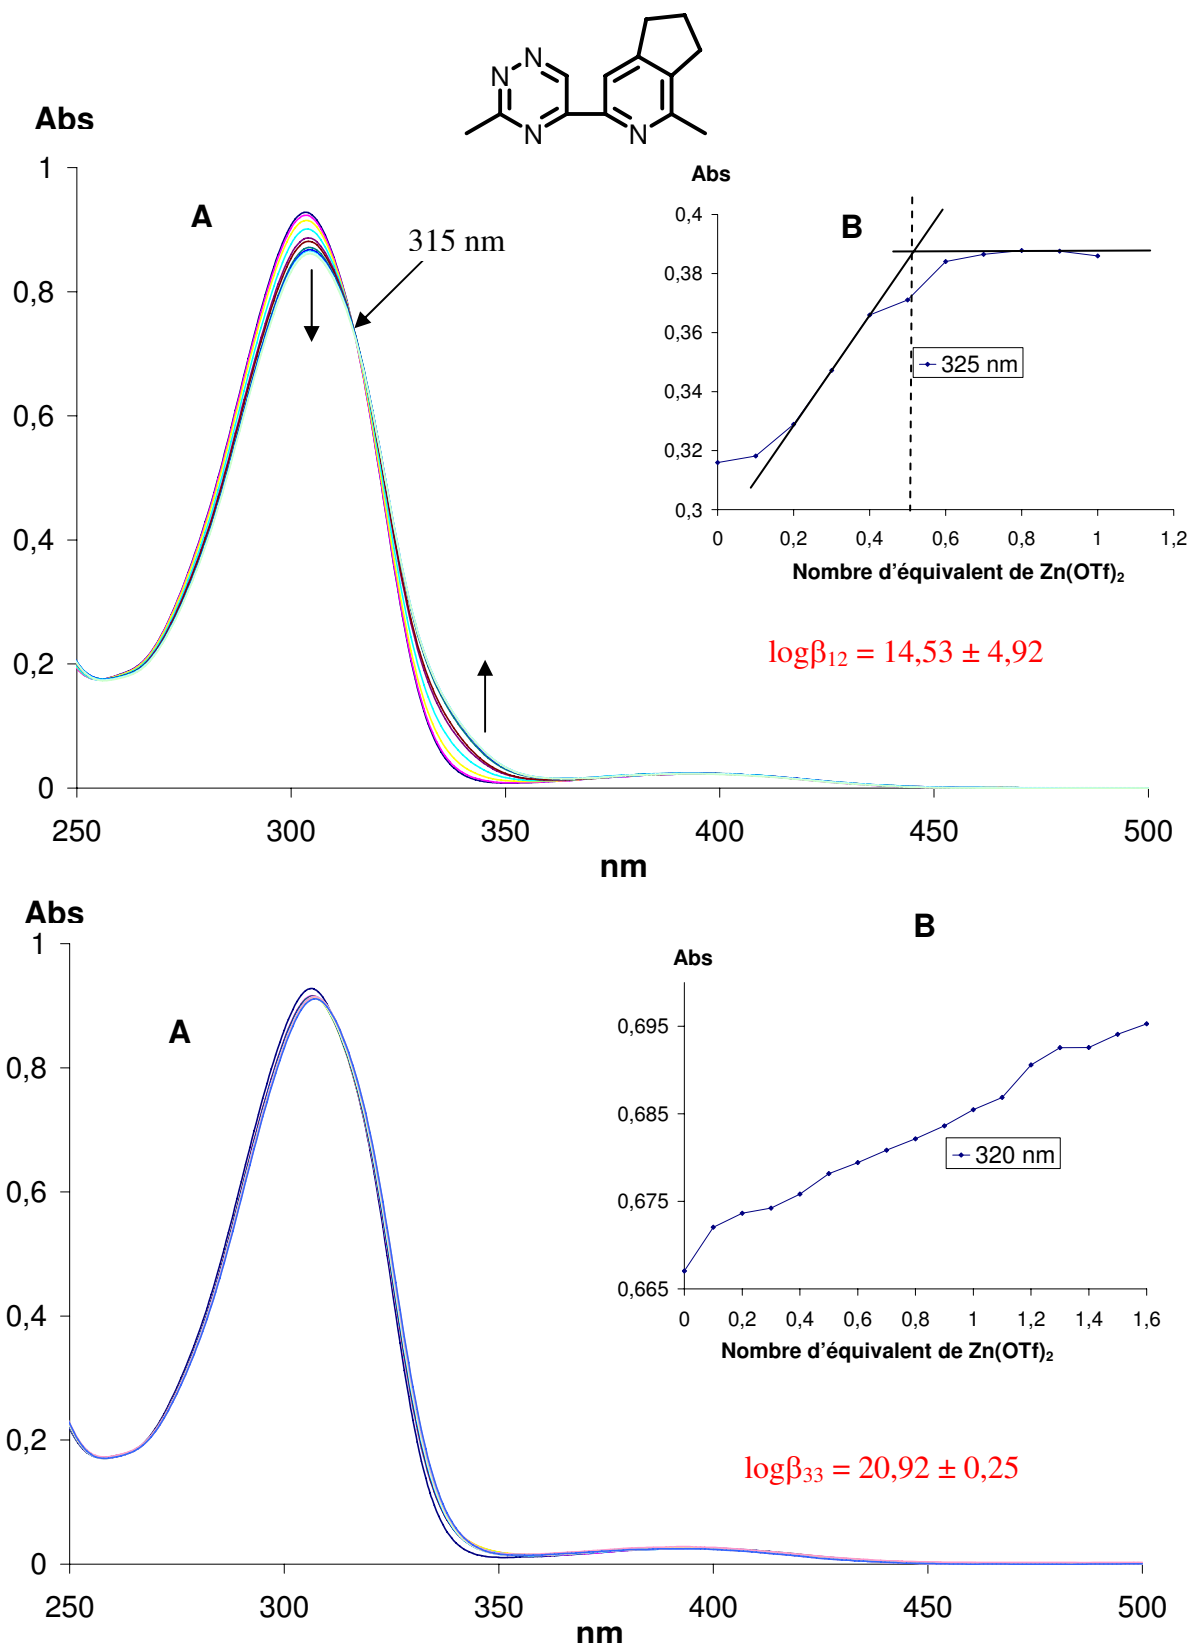 N
N
N
N
Abs
1
0,8
0,6
0,4
0,2
0
A
315 nm
250
300
350
400
450
500
nm
Abs
B
0,4
0,38
0,36
0,34
0,32
0,3
325 nm
0
0,2
0,4
0,6
0,8
1
1,2
Nombre d'équivalent de Zn(OTf)₂
logβ₁₂ = 14,53 ± 4,92
Abs
1
0,8
0,6
0,4
0,2
0
A
250
300
350
400
450
500
nm
B
Abs
0,695
0,685
0,675
0,665
320 nm
0
0,2
0,4
0,6
0,8
1
1,2
1,4
1,6
Nombre d'équivalent de Zn(OTf)₂
logβ₃₃ = 20,92 ± 0,25